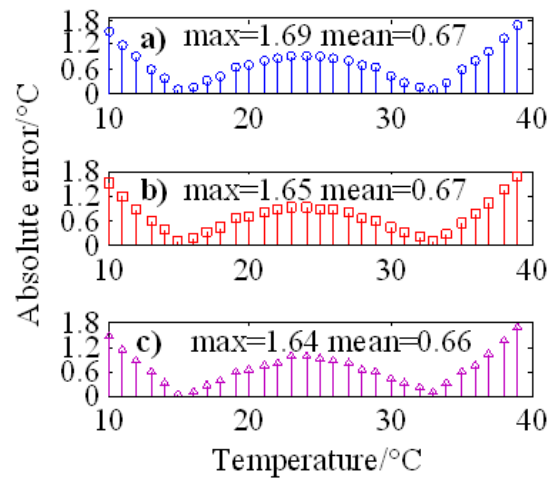 Absolute error/°C
1.8
1.2
0.6
0
a) max=1.69 mean=0.67
10 20 30 40
1.8
1.2
0.6
0
b) max=1.65 mean=0.67
10 20 30 40
1.8
1.2
0.6
0
c) max=1.64 mean=0.66
10 20 30 40
Temperature/°C